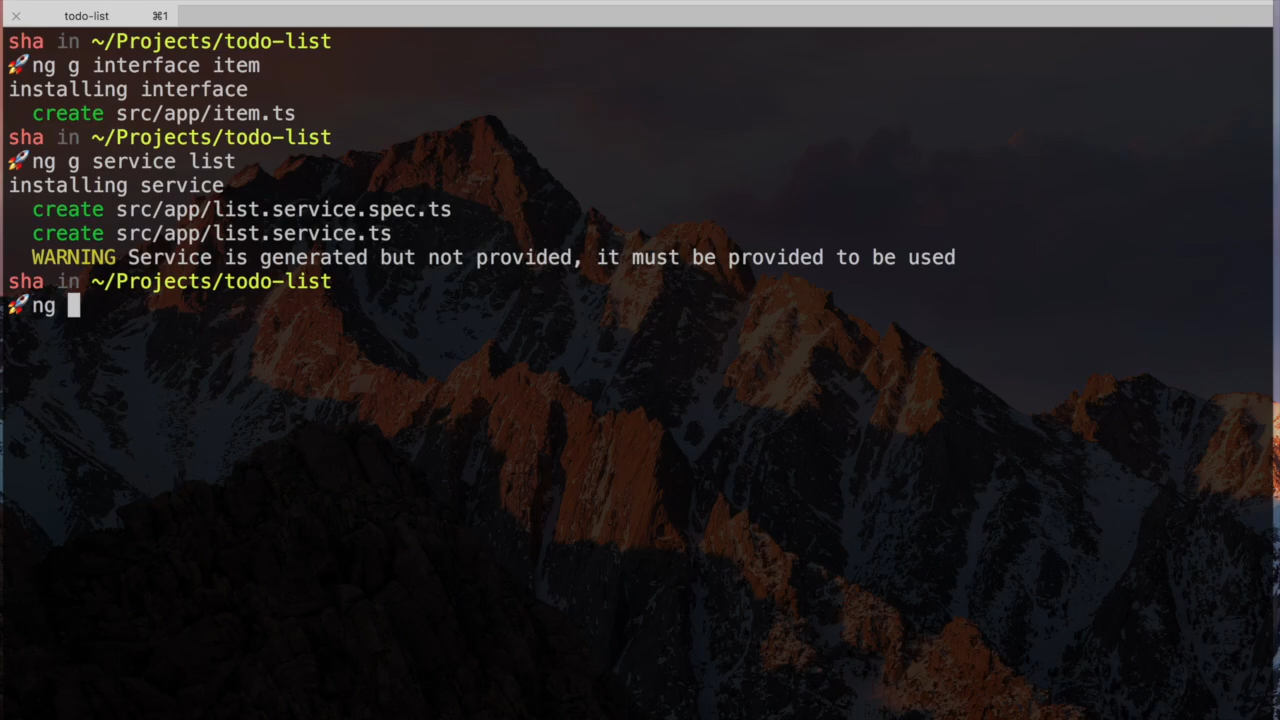 todo-list ⌘1
sha in ~/Projects/todo-list
🚀ng g interface item
installing interface
create src/app/item.ts
sha in ~/Projects/todo-list
🚀ng g service list
installing service
create src/app/list.service.spec.ts
create src/app/list.service.ts
WARNING Service is generated but not provided, it must be provided to be used
sha in ~/Projects/todo-list
🚀ng